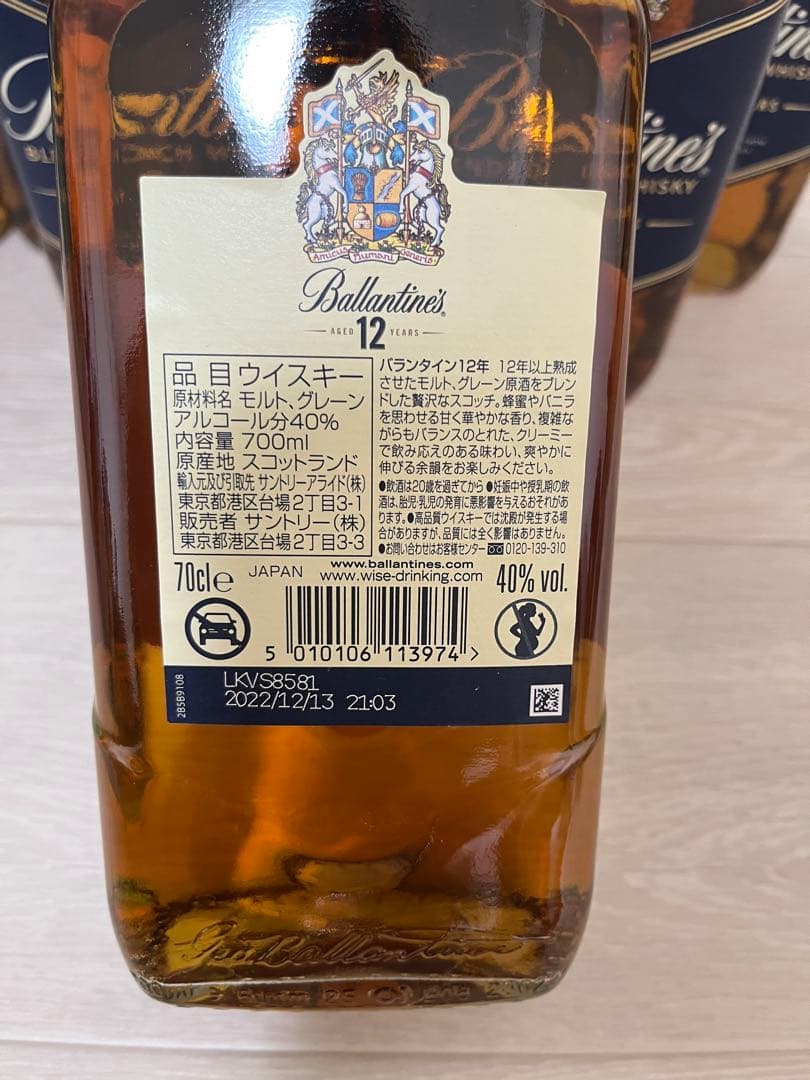 Amicus Humani Generis
Ballantine's
AGED 12 YEARS
品目 ウイスキー
原材料名 モルト、グレーン
アルコール分40%
内容量 700ml
原産地 スコットランド
輸入元及び引取先 サントリーアライド(株)
東京都港区台場2丁目3-1
販売者 サントリー(株)
東京都港区台場2丁目3-3
バランタイン12年 12年以上熟成
させたモルト、グレーン原酒をブレン
ドした贅沢なスコッチ。蜂蜜やバニラ
を思わせる甘く華やかな香り、複雑な
がらもバランスのとれた、クリーミー
で飲み応えのある味わい、爽やかに
伸びる余韻をお楽しみください。
●飲酒は20歳を過ぎてから ●妊娠中や授乳期の飲
酒は、胎児・乳児の発育に悪影響を与えるおそれがあ
ります。●高品質ウイスキーでは沈殿が発生する場
合がありますが、品質には全く影響はありません。
●お問い合わせはお客様センター 0120-139-310
www.ballantines.com
70cl e JAPAN www.wise-drinking.com 40% vol.
5 010106 113974 >
LKVS8581
2022/12/13 21:03
2B5B9108
Geo Ballantine